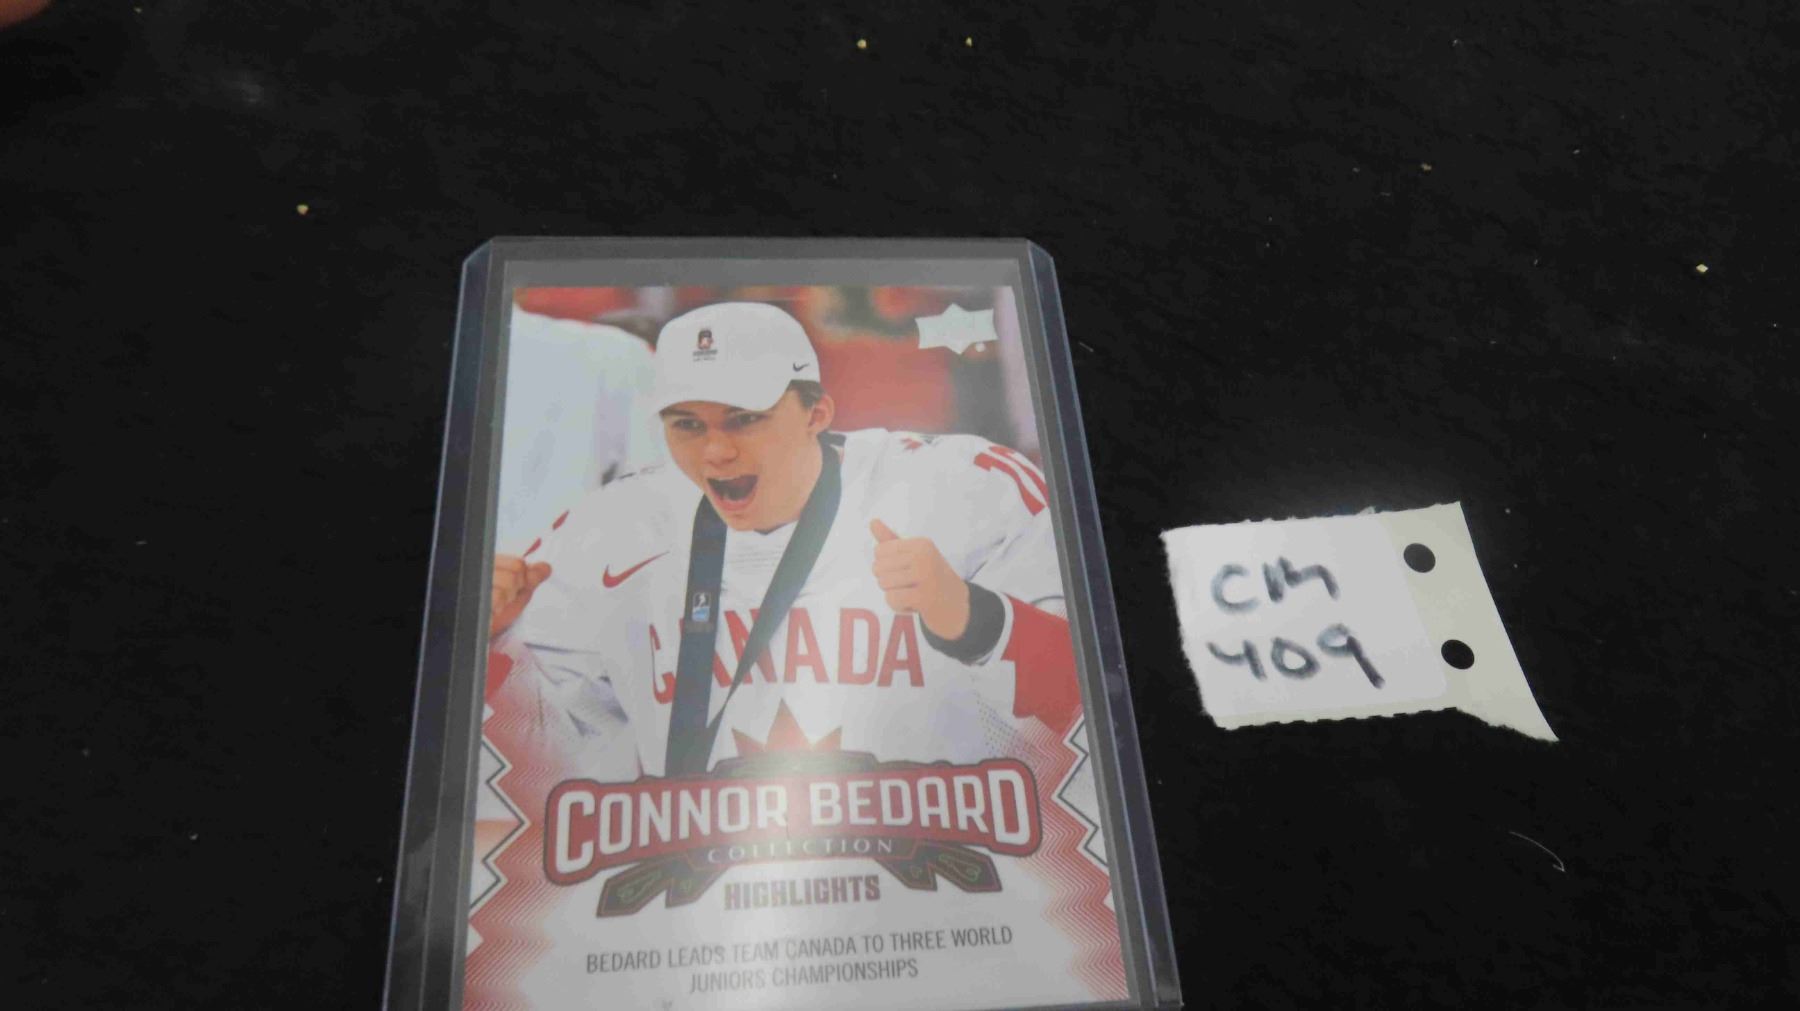 CANADA
CONNOR BEDARD
COLLECTION
HIGHLIGHTS
BEDARD LEADS TEAM CANADA TO THREE WORLD
JUNIORS CHAMPIONSHIPS
CM
409